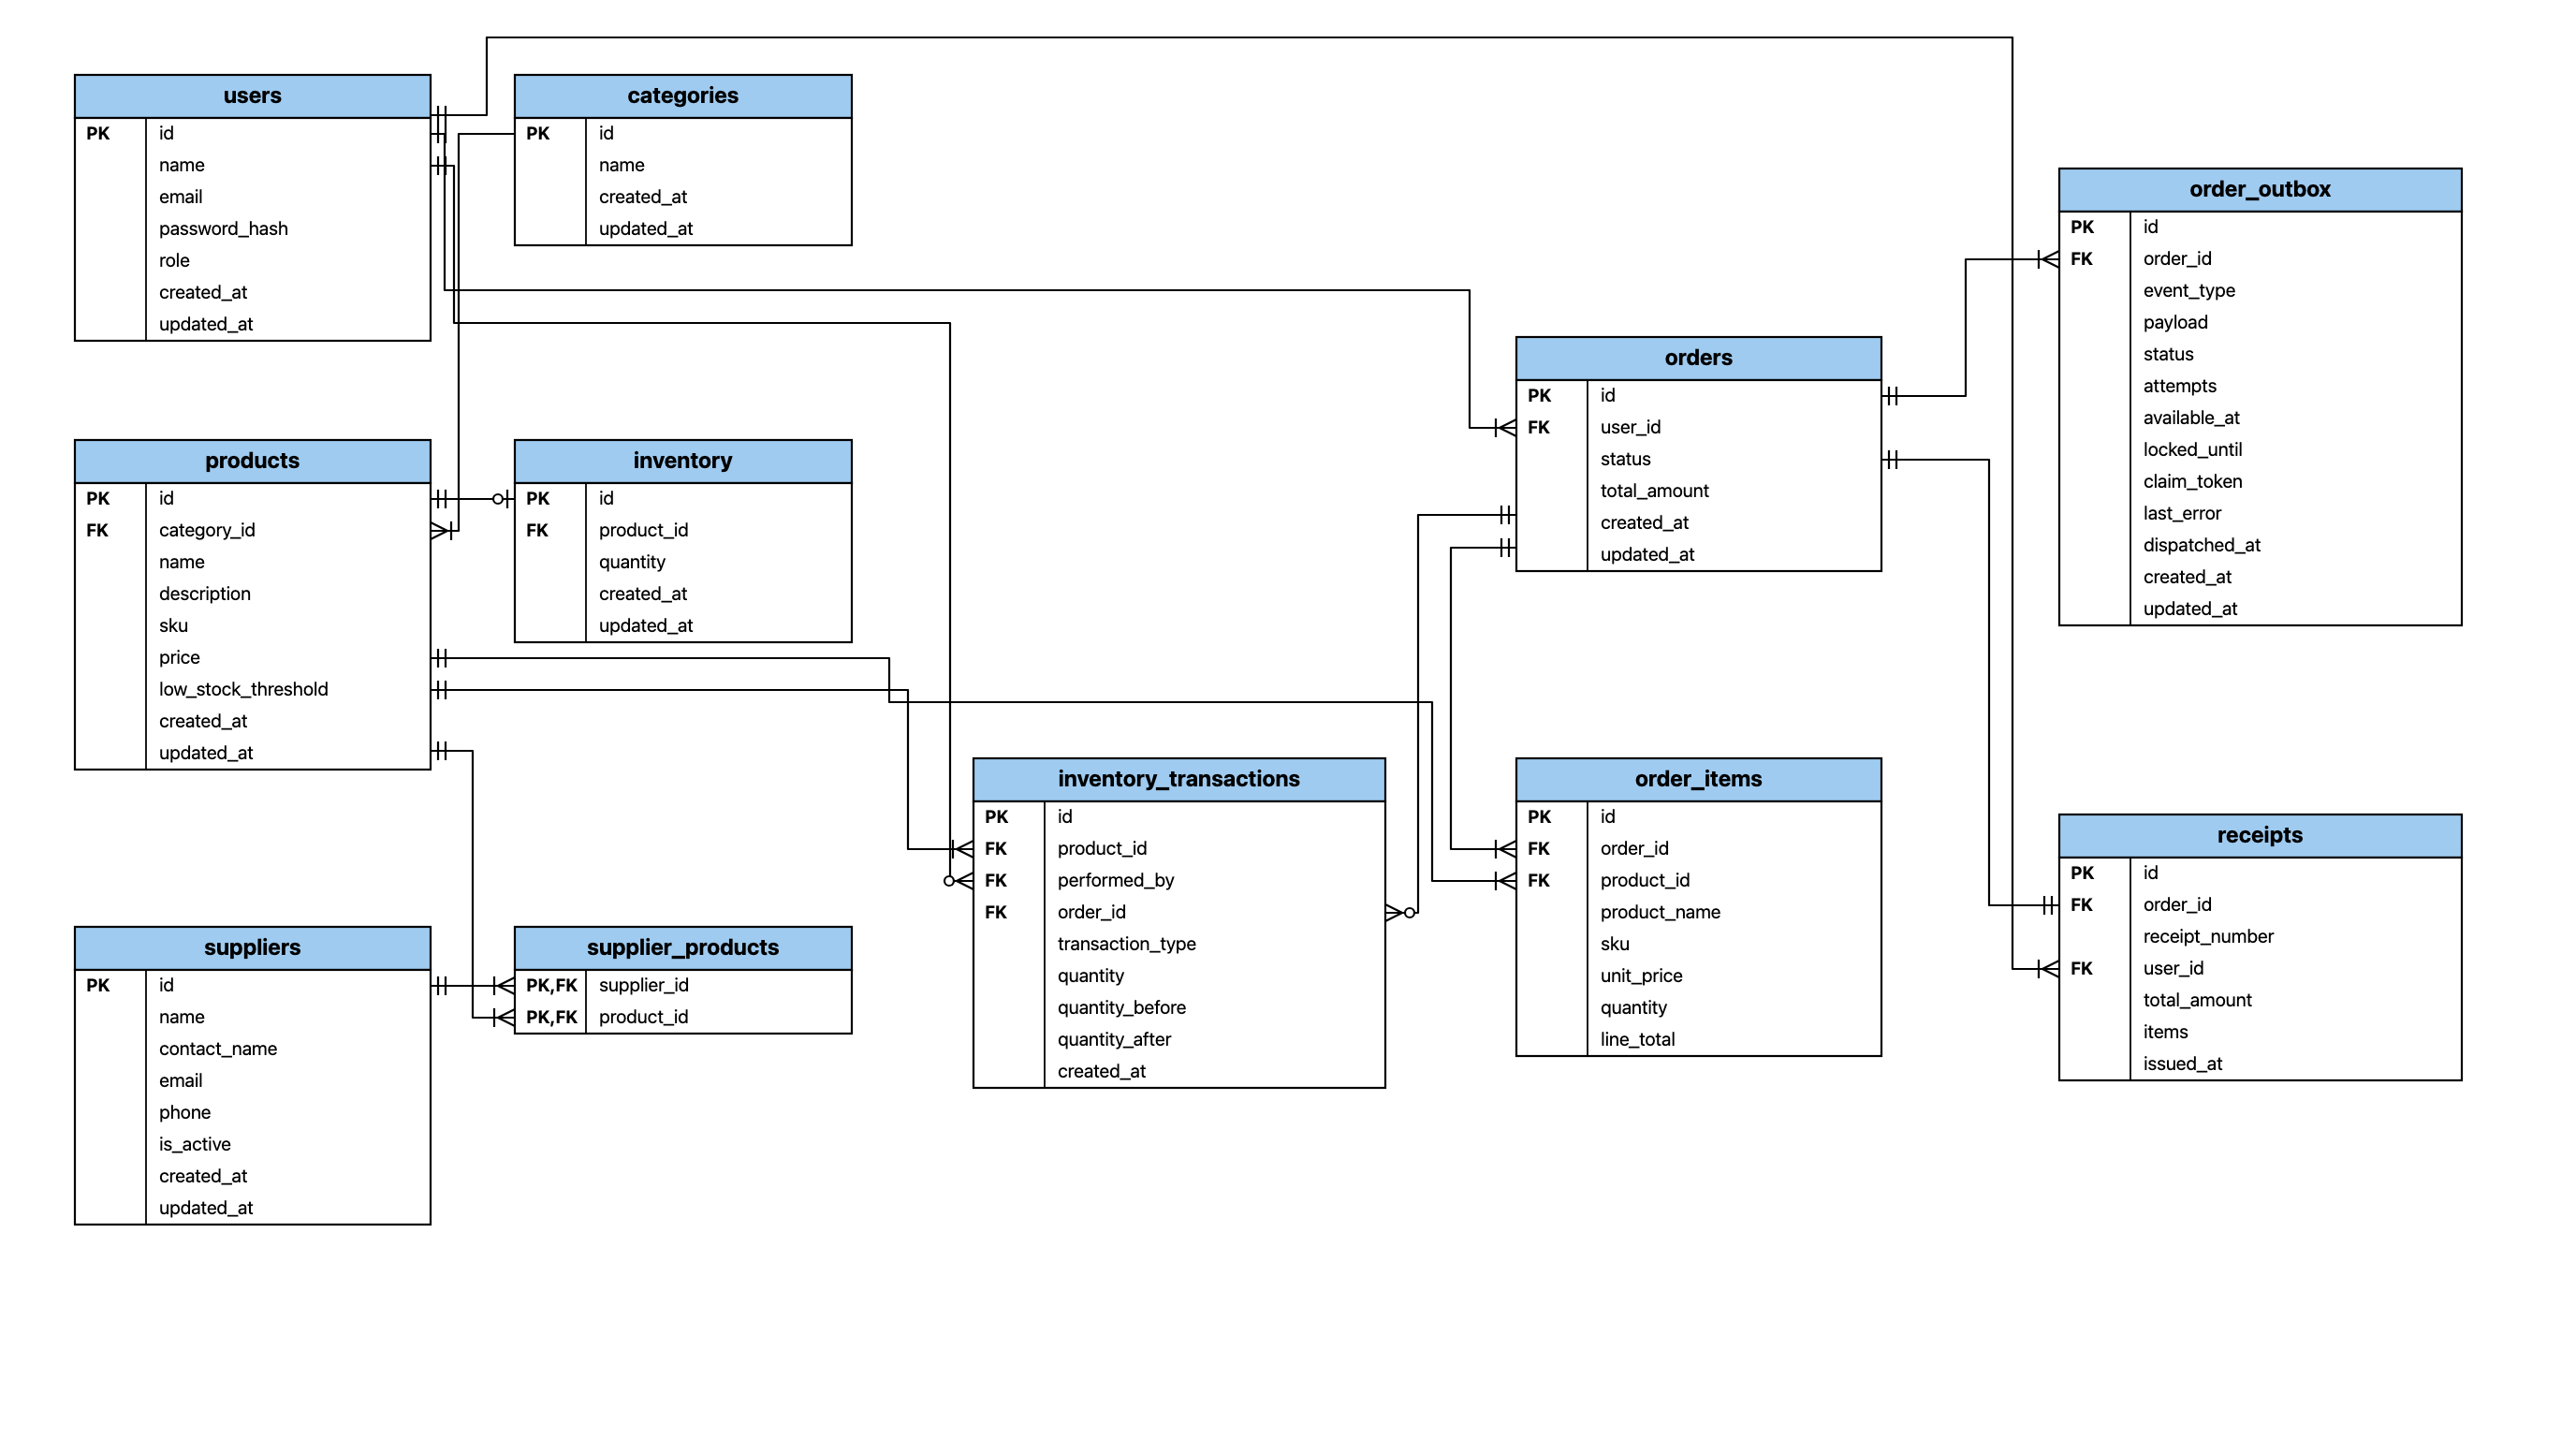 users
PK id
name
email
password_hash
role
created_at
updated_at
categories
PK id
name
created_at
updated_at
order_outbox
PK id
FK order_id
event_type
payload
status
attempts
available_at
locked_until
claim_token
last_error
dispatched_at
created_at
updated_at
orders
PK id
FK user_id
status
total_amount
created_at
updated_at
products
PK id
FK category_id
name
description
sku
price
low_stock_threshold
created_at
updated_at
inventory
PK id
FK product_id
quantity
created_at
updated_at
inventory_transactions
PK id
FK product_id
FK performed_by
FK order_id
transaction_type
quantity
quantity_before
quantity_after
created_at
order_items
PK id
FK order_id
FK product_id
product_name
sku
unit_price
quantity
line_total
receipts
PK id
FK order_id
receipt_number
FK user_id
total_amount
items
issued_at
suppliers
PK id
name
contact_name
email
phone
is_active
created_at
updated_at
supplier_products
PK,FK supplier_id
PK,FK product_id